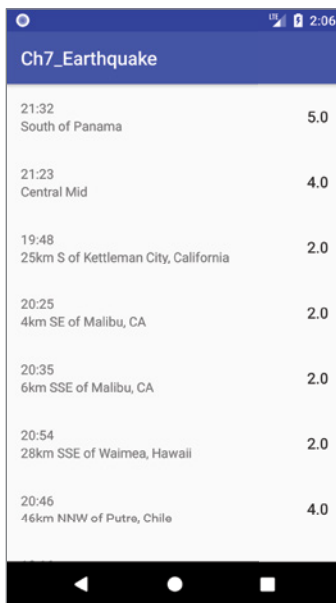 LTE 2:06
Ch7_Earthquake
21:32
South of Panama
5.0
21:23
Central Mid
4.0
19:48
25km S of Kettleman City, California
2.0
20:25
4km SE of Malibu, CA
2.0
20:35
6km SSE of Malibu, CA
2.0
20:54
28km SSE of Waimea, Hawaii
2.0
20:46
46km NNW of Putre, Chile
4.0